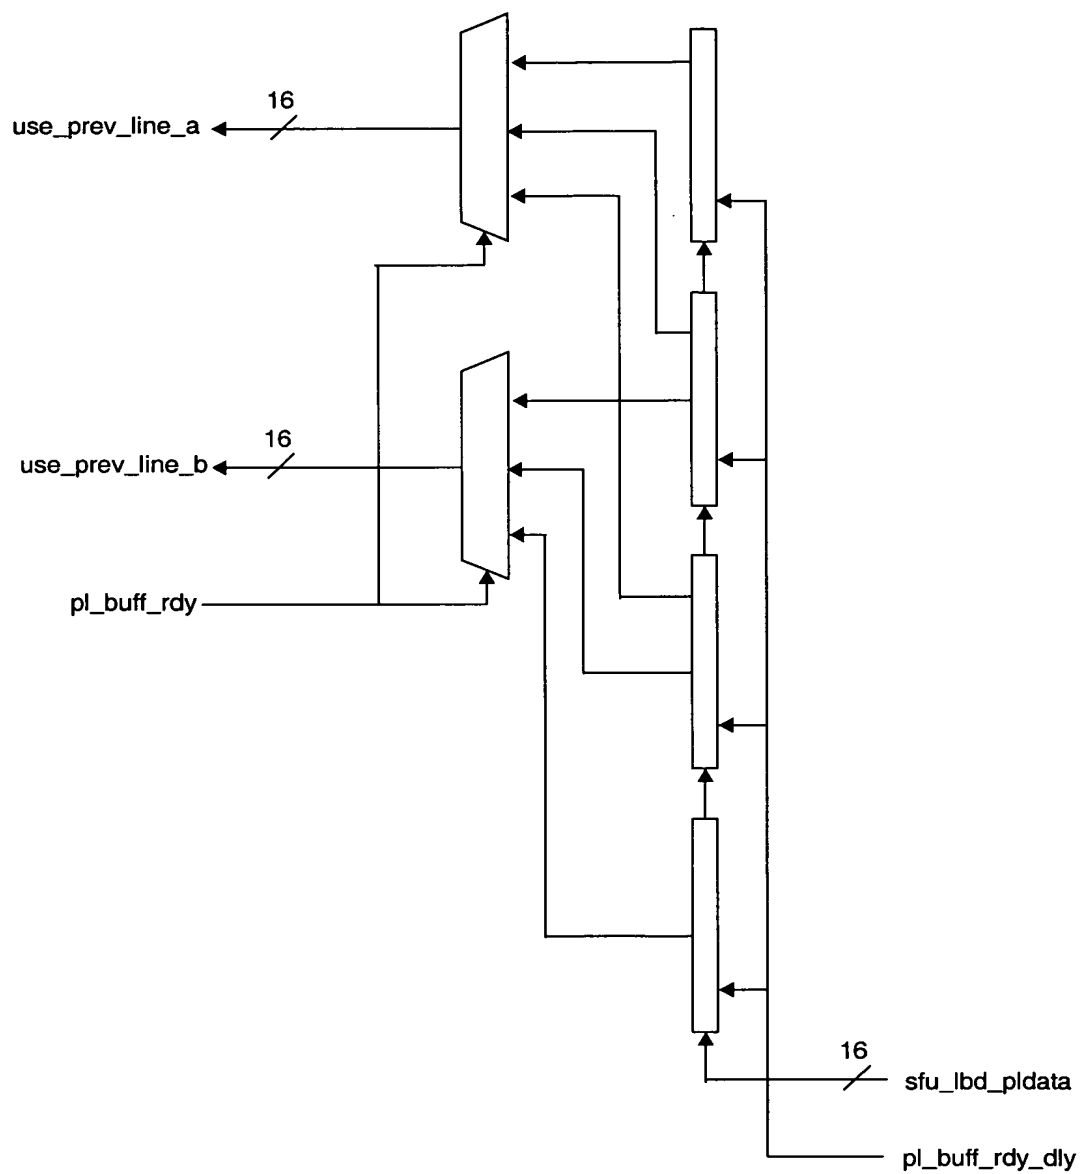 16
use_prev_line_a
16
use_prev_line_b
pl_buff_rdy
16
sfu_lbd_pldata
pl_buff_rdy_dly